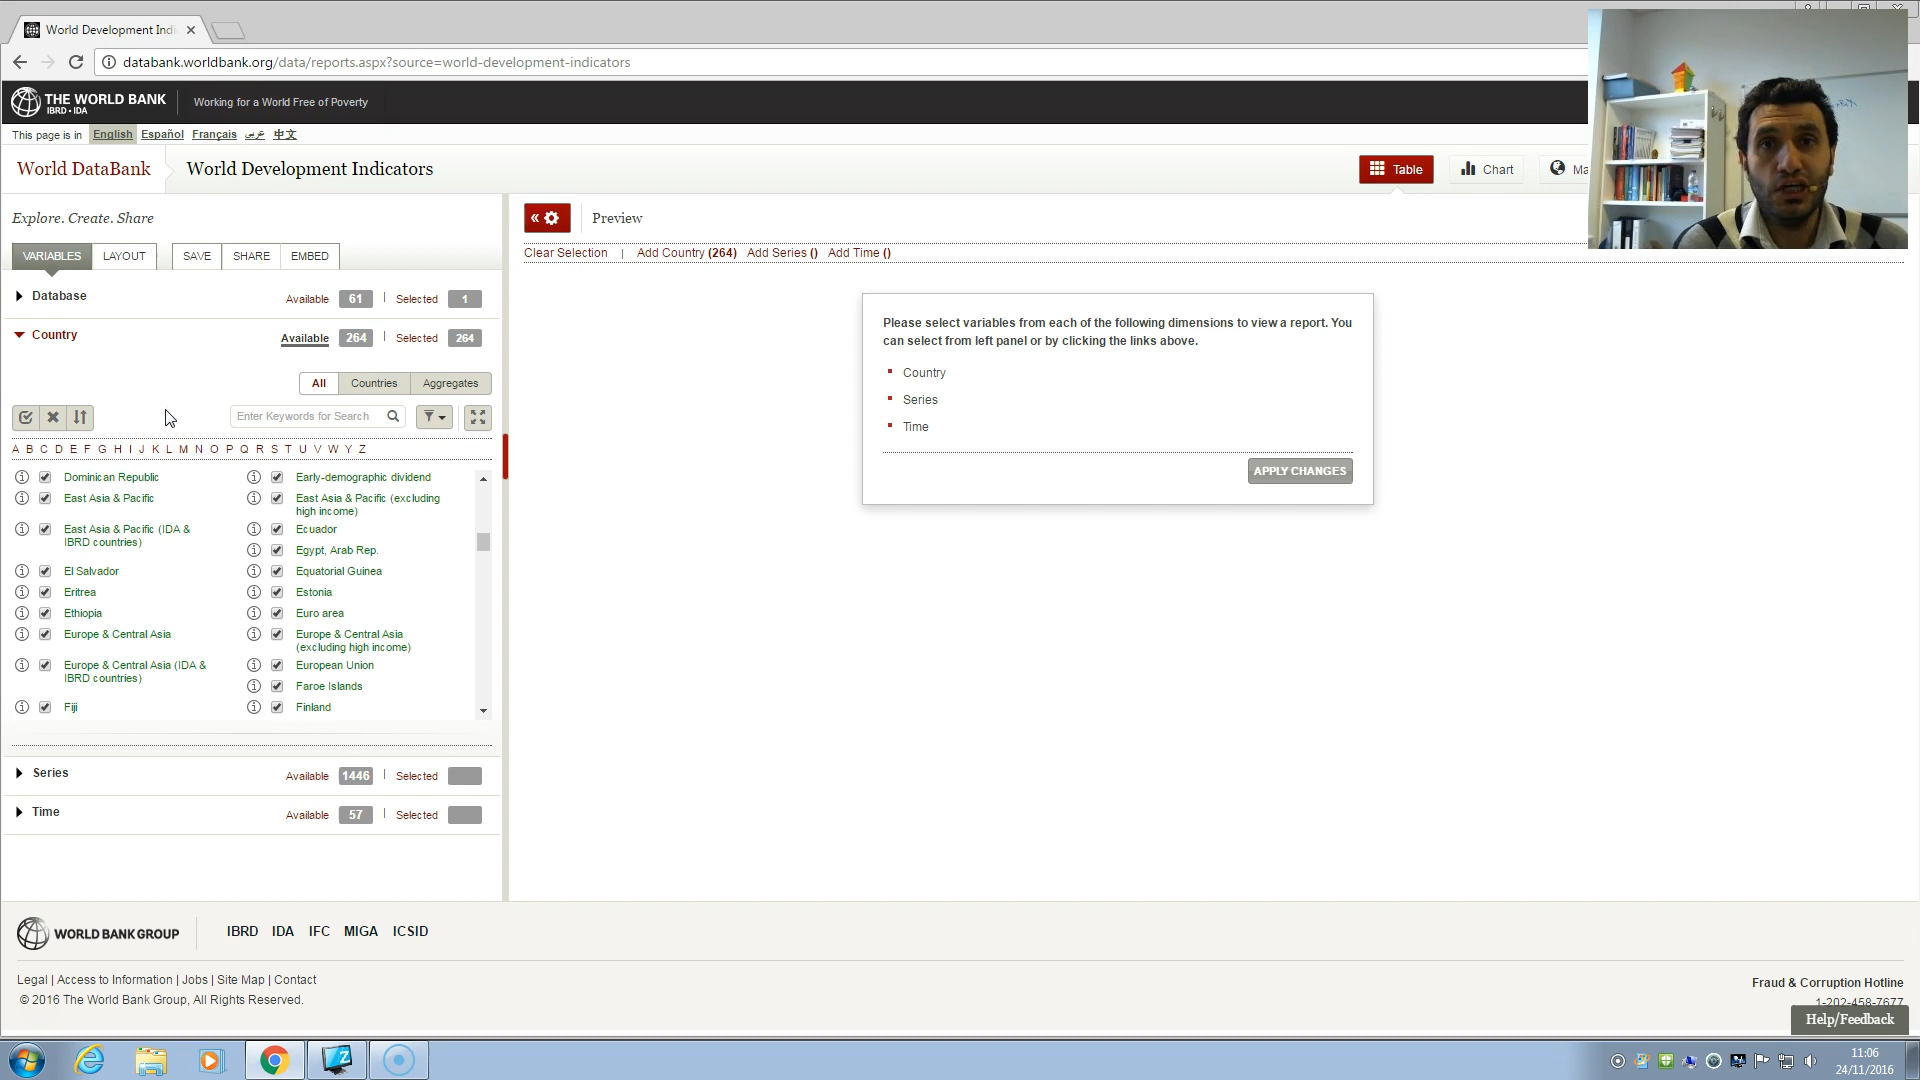 World Development Indi
databank.worldbank.org/data/reports.aspx?source=world-development-indicators
THE WORLD BANK
IBRD • IDA
Working for a World Free of Poverty
This page is in English Español Français عربي 中文
World DataBank
World Development Indicators
Table
Chart
Ma
Explore. Create. Share
Preview
VARIABLES
LAYOUT
SAVE
SHARE
EMBED
Clear Selection | Add Country (264) Add Series () Add Time ()
Database Available 61 | Selected 1
Country Available 264 | Selected 264
All Countries Aggregates
Enter Keywords for Search
A B C D E F G H I J K L M N O P Q R S T U V W Y Z
Dominican Republic
Early-demographic dividend
East Asia & Pacific
East Asia & Pacific (excluding
high income)
East Asia & Pacific (IDA &
IBRD countries)
Ecuador
Egypt, Arab Rep.
El Salvador
Equatorial Guinea
Eritrea
Estonia
Ethiopia
Euro area
Europe & Central Asia
Europe & Central Asia
(excluding high income)
Europe & Central Asia (IDA &
IBRD countries)
European Union
Faroe Islands
Fiji
Finland
Series Available 1446 | Selected
Time Available 57 | Selected
Please select variables from each of the following dimensions to view a report. You
can select from left panel or by clicking the links above.
Country
Series
Time
APPLY CHANGES
WORLD BANK GROUP
IBRD IDA IFC MIGA ICSID
Legal | Access to Information | Jobs | Site Map | Contact
© 2016 The World Bank Group, All Rights Reserved.
Fraud & Corruption Hotline
1-202-458-7677
Help/Feedback
11:06
24/11/2016